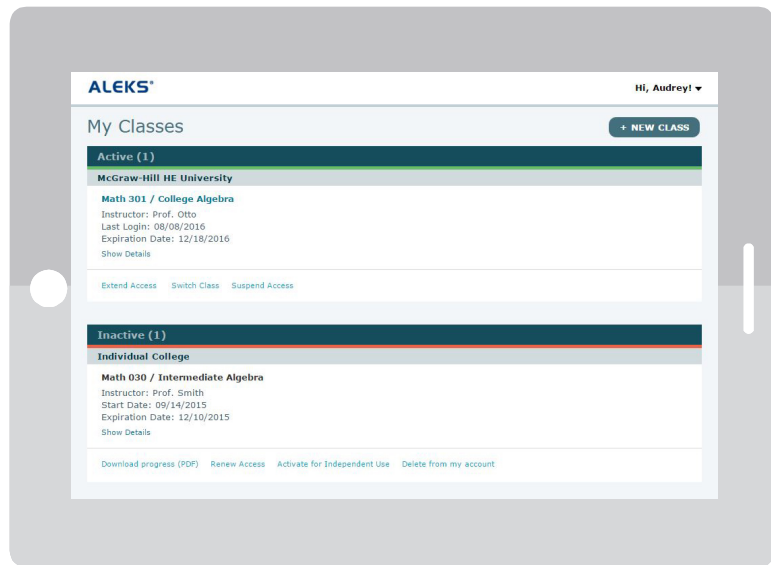 ALEKS®
Hi, Audrey!
My Classes
+ NEW CLASS
Active (1)
McGraw-Hill HE University
Math 301 / College Algebra
Instructor: Prof. Otto
Last Login: 08/08/2016
Expiration Date: 12/18/2016
Show Details
Extend Access Switch Class Suspend Access
Inactive (1)
Individual College
Math 030 / Intermediate Algebra
Instructor: Prof. Smith
Start Date: 09/14/2015
Expiration Date: 12/10/2015
Show Details
Download progress (PDF) Renew Access Activate for Independent Use Delete from my account